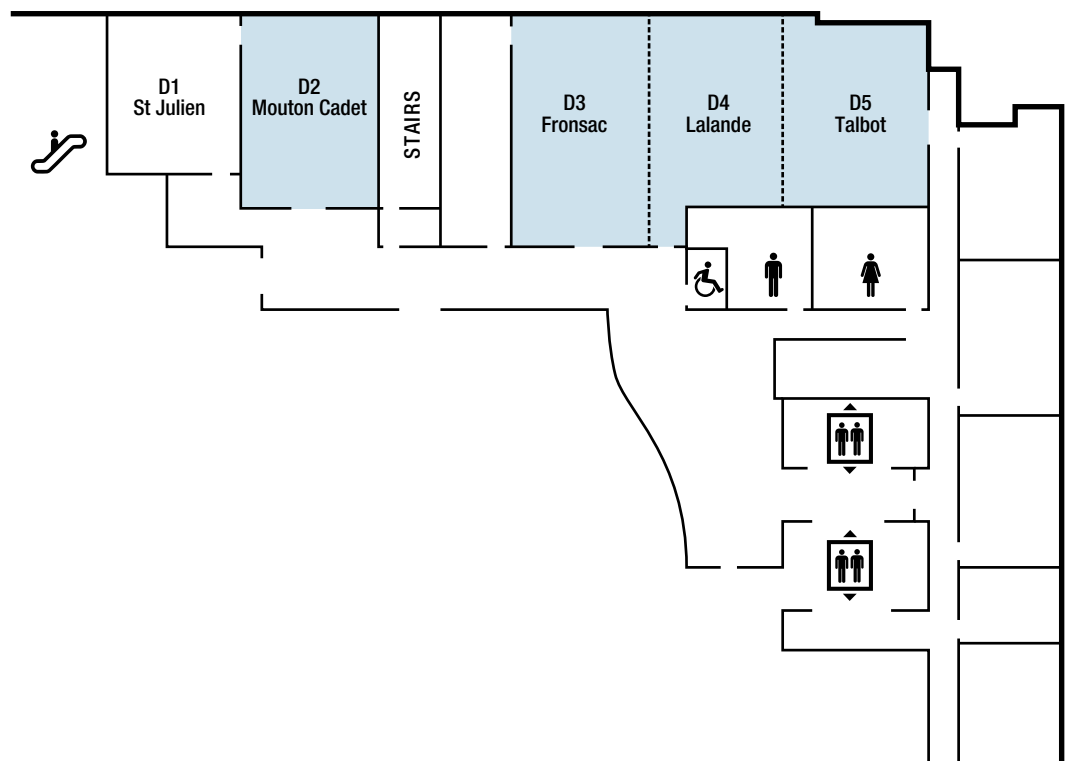 D1
St Julien
D2
Mouton Cadet
STAIRS
D3
Fronsac
D4
Lalande
D5
Talbot